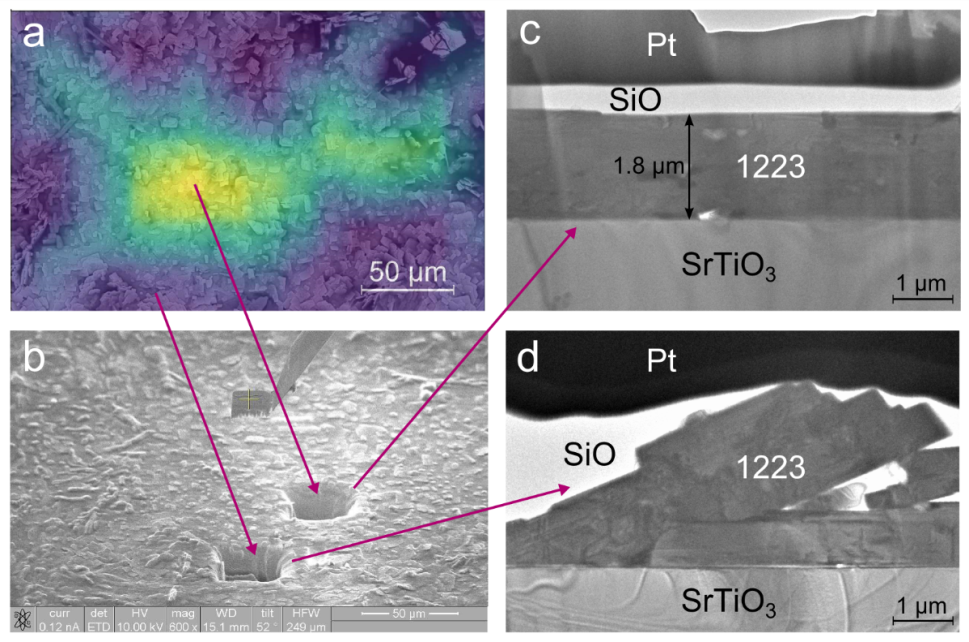 a
50 µm
b
curr
det
HV
mag
WD
tilt
HFW
50 µm
0.12 nA
ETD
10.00 kV
600 x
15.1 mm
52 °
249 µm
c
Pt
SiO
1.8 µm
1223
SrTiO₃
1 µm
d
Pt
SiO
1223
SrTiO₃
1 µm